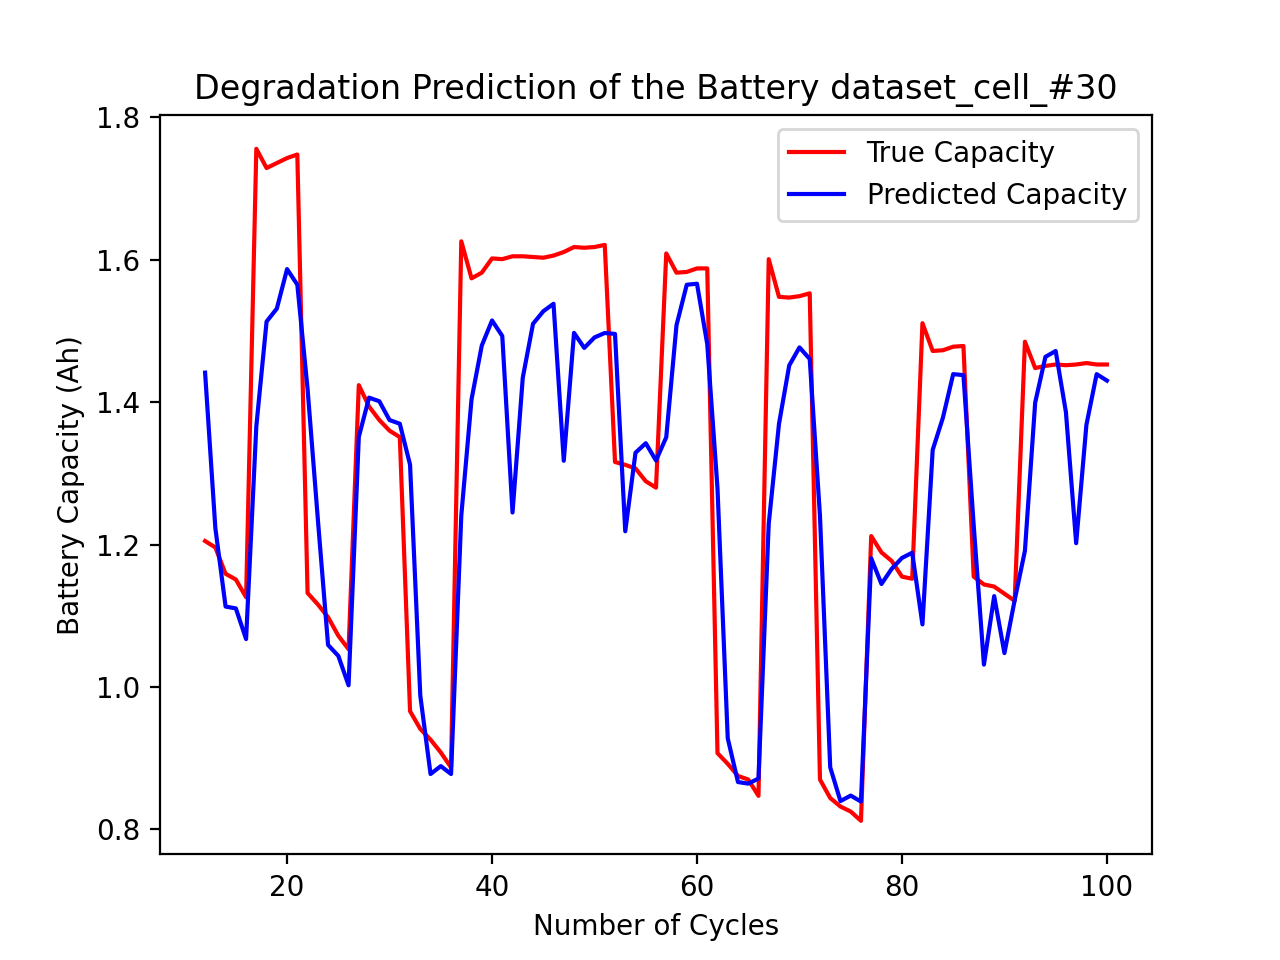 Degradation Prediction of the Battery dataset_cell_#30
True Capacity
Predicted Capacity
Battery Capacity (Ah)
1.8
1.6
1.4
1.2
1.0
0.8
20 40 60 80 100
Number of Cycles